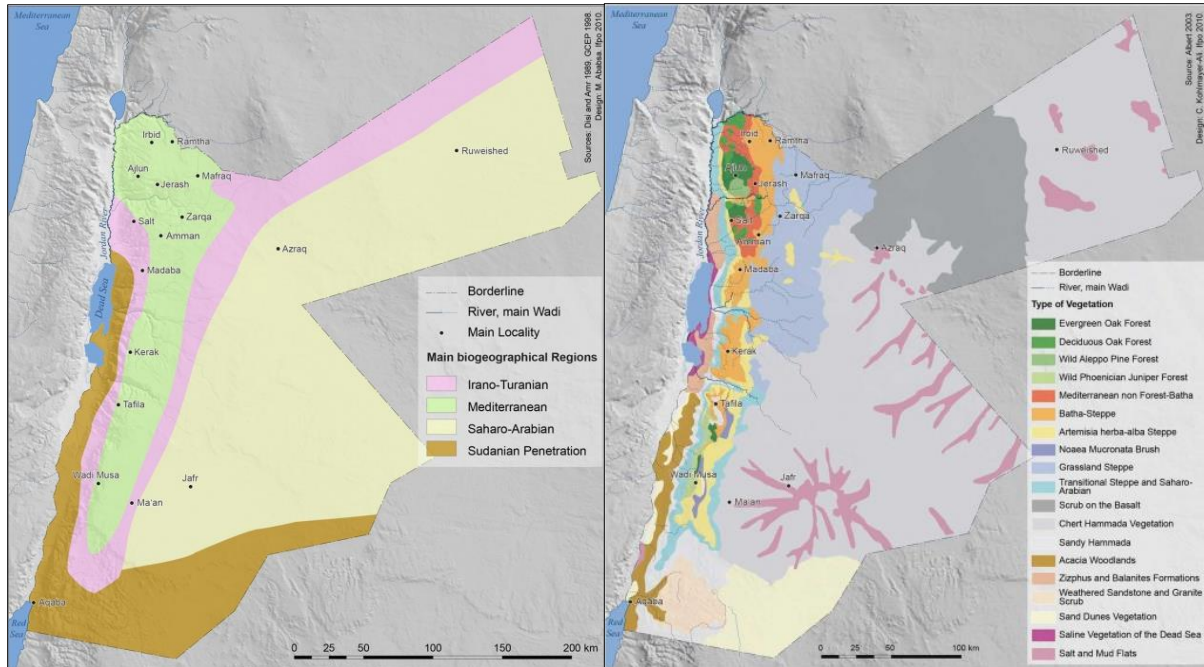 Mediterranean
Sea
Irbid
Ramtha
Ajlun
Jerash
Mafraq
Ruweished
Jordan River
Salt
Zarqa
Amman
Azraq
Madaba
Dead Sea
Kerak
Tafila
Wadi Musa
Jafr
Ma'an
Aqaba
Red
Sea
Sources: Disi and Amr 1989, GCEP 1998.
Design: M. Ababsa. Ifpo 2010.
Borderline
River, main Wadi
Main Locality
Main biogeographical Regions
Irano-Turanian
Mediterranean
Saharo-Arabian
Sudanian Penetration
0 25 50 100 150 200 km
Mediterranean
Sea
Irbid
Ramtha
Ajlun
Jerash
Mafraq
Ruweished
Jordan River
Salt
Zarqa
Amman
Azraq
Madaba
Kerak
Tafila
Wadi Musa
Jafr
Ma'an
Aqaba
Red
Sea
Source: Albert 2003.
Design: C. Kohlmayer-Ali. Ifpo 2010.
Borderline
River, main Wadi
Type of Vegetation
Evergreen Oak Forest
Deciduous Oak Forest
Wild Aleppo Pine Forest
Wild Phoenician Juniper Forest
Mediterranean non Forest-Batha
Batha-Steppe
Artemisia herba-alba Steppe
Noaea Mucronata Brush
Grassland Steppe
Transitional Steppe and Saharo-
Arabian
Scrub on the Basalt
Chert Hammada Vegetation
Sandy Hammada
Acacia Woodlands
Zizphus and Balanites Formations
Weathered Sandstone and Granite
Scrub
Sand Dunes Vegetation
Saline Vegetation of the Dead Sea
Salt and Mud Flats
0 25 50 100 km